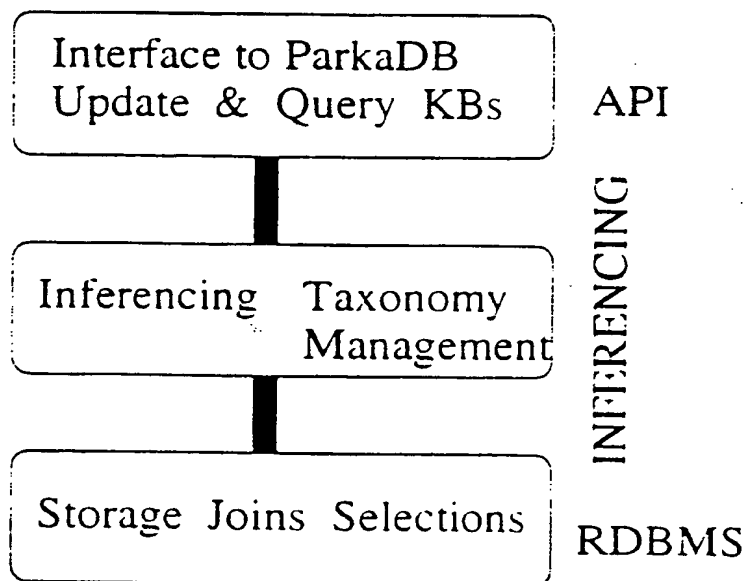 Interface to ParkaDB
Update & Query KBs
API
INFERENCING
Inferencing Taxonomy
Management
Storage Joins Selections
RDBMS